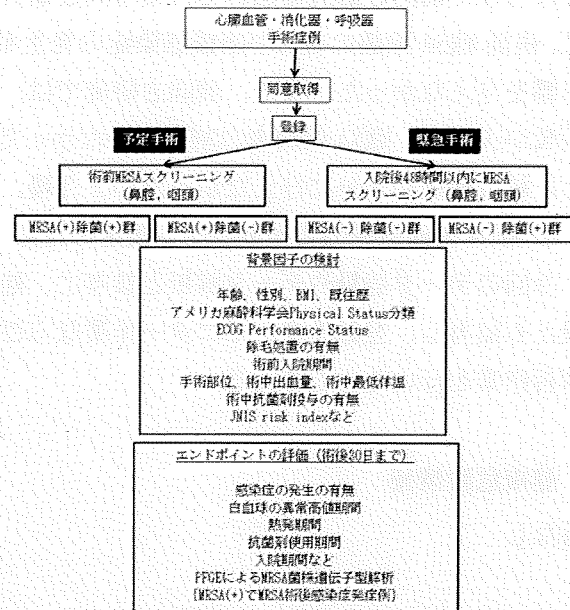 心臓血管・消化器・呼吸器
手術症例
同意取得
登録
予定手術
緊急手術
術前MRSAスクリーニング
(鼻腔, 咽頭)
入院後48時間以内にMRSA
スクリーニング (鼻腔, 咽頭)
MRSA(+)除菌(+)群
MRSA(+)除菌(-)群
MRSA(-) 除菌(-)群
MRSA(-) 除菌(+)群
背景因子の検討
年齢、性別、BMI、既往歴
アメリカ麻酔科学会Physical Status分類
ECOG Performance Status
除毛処置の有無
術前入院期間
手術部位、術中出血量、術中最低体温
術中抗菌剤投与の有無
JNIS risk indexなど
エンドポイントの評価 (術後30日まで)
感染症の発生の有無
白血球の異常高値期間
熱発期間
抗菌剤使用期間
入院期間など
PFGEによるMRSA菌株遺伝子型解析
[MRSA(+)でMRSA術後感染症発症例]